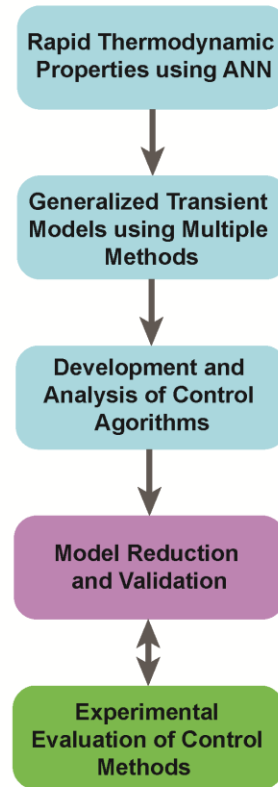 Rapid Thermodynamic
Properties using ANN
Generalized Transient
Models using Multiple
Methods
Development and
Analysis of Control
Agorithms
Model Reduction
and Validation
Experimental
Evaluation of Control
Methods